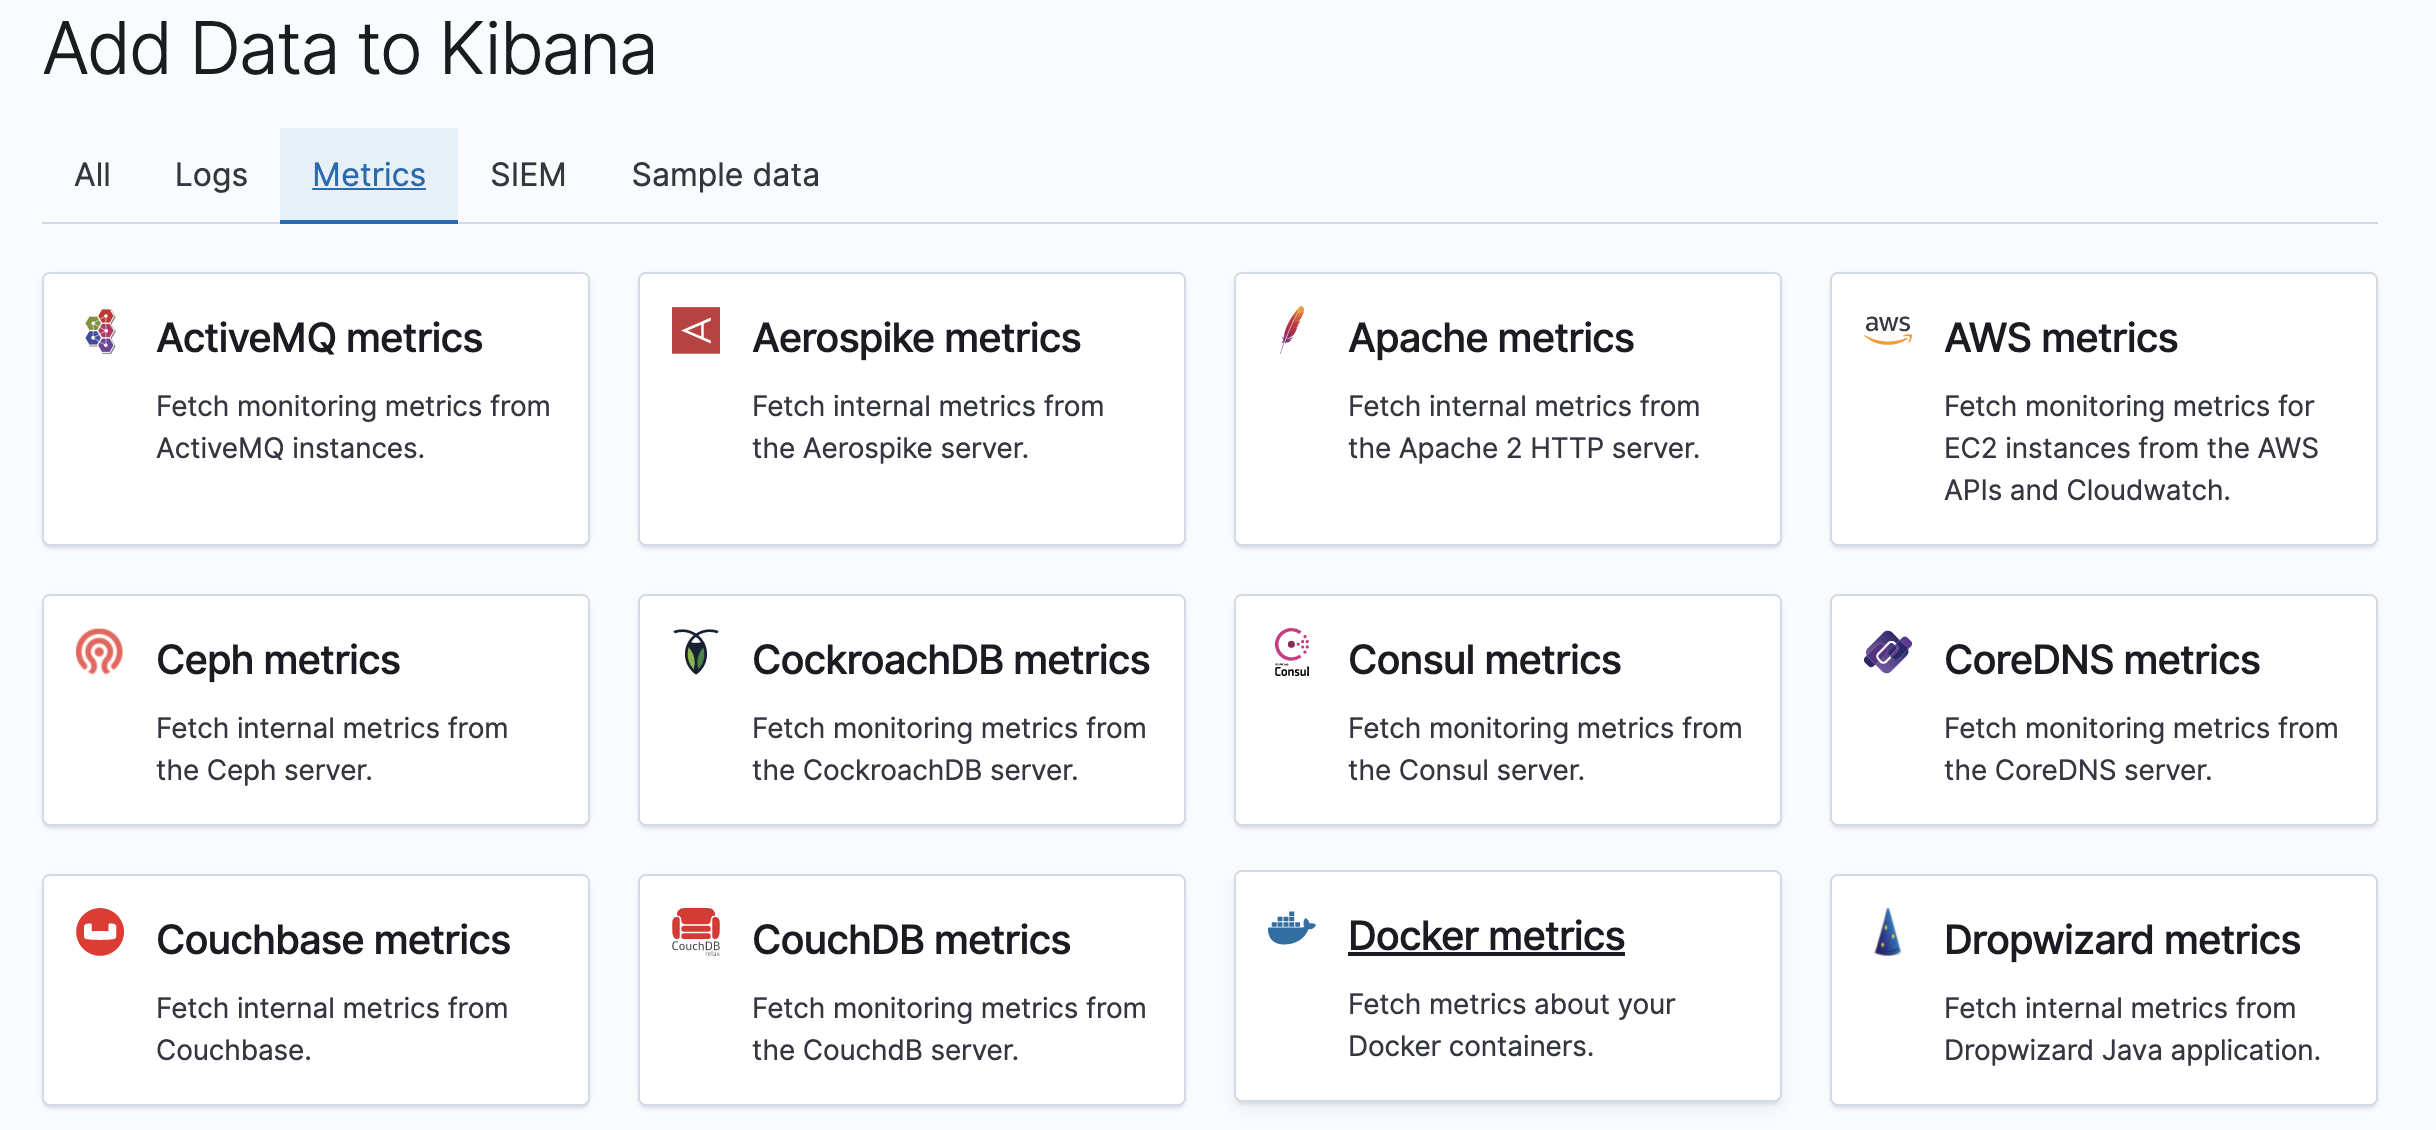 Add Data to Kibana
All Logs Metrics SIEM Sample data
ActiveMQ metrics
Fetch monitoring metrics from
ActiveMQ instances.
Aerospike metrics
Fetch internal metrics from
the Aerospike server.
Apache metrics
Fetch internal metrics from
the Apache 2 HTTP server.
aws
AWS metrics
Fetch monitoring metrics for
EC2 instances from the AWS
APIs and Cloudwatch.
Ceph metrics
Fetch internal metrics from
the Ceph server.
CockroachDB metrics
Fetch monitoring metrics from
the CockroachDB server.
Consul
Consul metrics
Fetch monitoring metrics from
the Consul server.
CoreDNS metrics
Fetch monitoring metrics from
the CoreDNS server.
Couchbase metrics
Fetch internal metrics from
Couchbase.
CouchDB
relax
CouchDB metrics
Fetch monitoring metrics from
the CouchdB server.
Docker metrics
Fetch metrics about your
Docker containers.
Dropwizard metrics
Fetch internal metrics from
Dropwizard Java application.